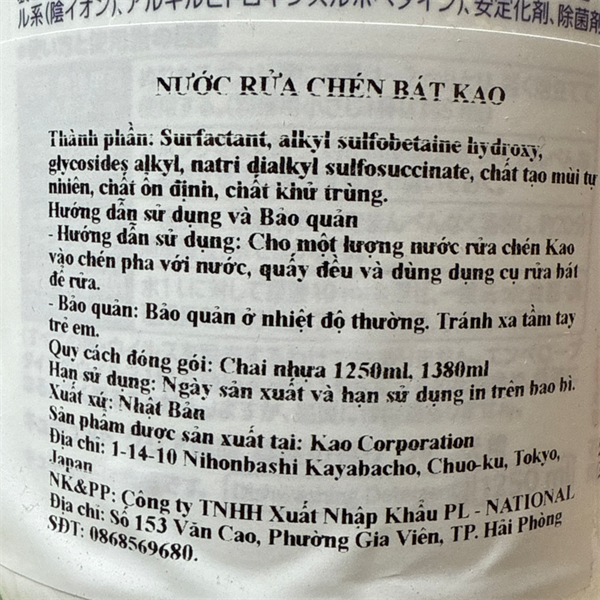 ル系(陰イオン)、アルキルヒドロキシスルホベタイン)、安定化剤、除菌剤
NƯỚC RỬA CHÉN BÁT KAO
Thành phần: Surfactant, alkyl sulfobetaine hydroxy,
glycosides alkyl, natri dialkyl sulfosuccinate, chất tạo mùi tự
nhiên, chất ổn định, chất khử trùng.
Hướng dẫn sử dụng và Bảo quản
- Hướng dẫn sử dụng: Cho một lượng nước rửa chén Kao
vào chén pha với nước, quấy đều và dùng dụng cụ rửa bát
để rửa.
- Bảo quản: Bảo quản ở nhiệt độ thường. Tránh xa tầm tay
trẻ em.
Quy cách đóng gói: Chai nhựa 1250ml, 1380ml
Hạn sử dụng: Ngày sản xuất và hạn sử dụng in trên bao bì.
Xuất xứ: Nhật Bản
Sản phẩm được sản xuất tại: Kao Corporation
Địa chỉ: 1-14-10 Nihonbashi Kayabacho, Chuo-ku, Tokyo,
Japan
NK&PP: Công ty TNHH Xuất Nhập Khẩu PL - NATIONAL
Địa chỉ: Số 153 Văn Cao, Phường Gia Viên, TP. Hải Phòng
SĐT: 0868569680.